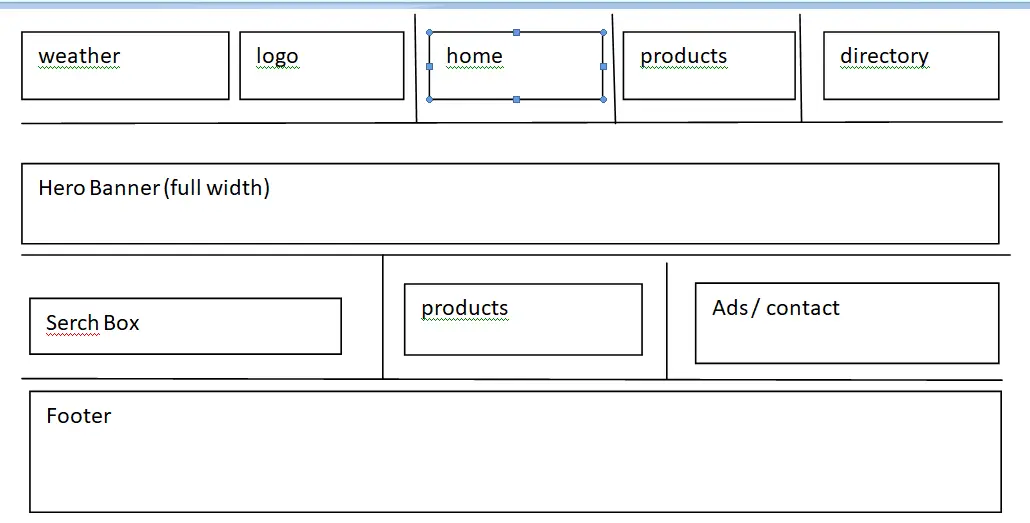 weather
logo
home
products
directory
Hero Banner (full width)
Serch Box
products
Ads / contact
Footer